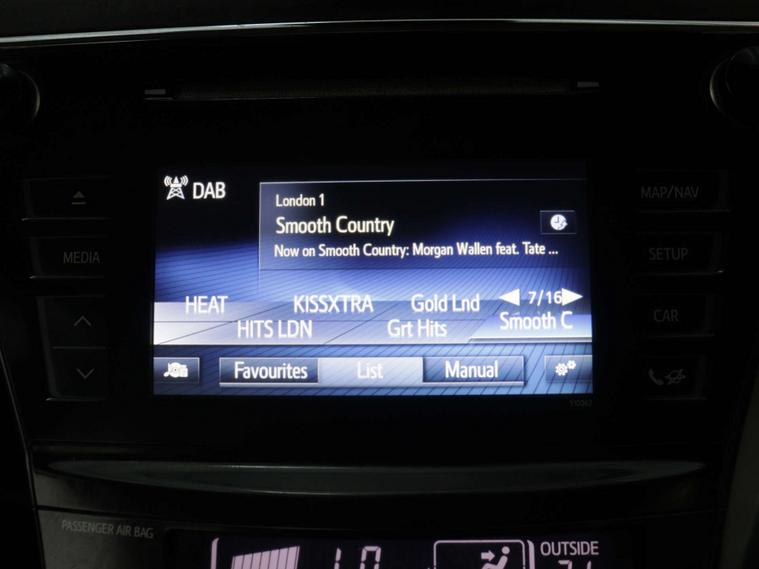 DAB
London 1
Smooth Country
Now on Smooth Country: Morgan Wallen feat. Tate ...
HEAT KISSXTRA Gold Lnd 7/16
HITS LDN Grt Hits Smooth C
Favourites List Manual
MEDIA
MAP/NAV
SETUP
CAR
PASSENGER AIR BAG
OUTSIDE